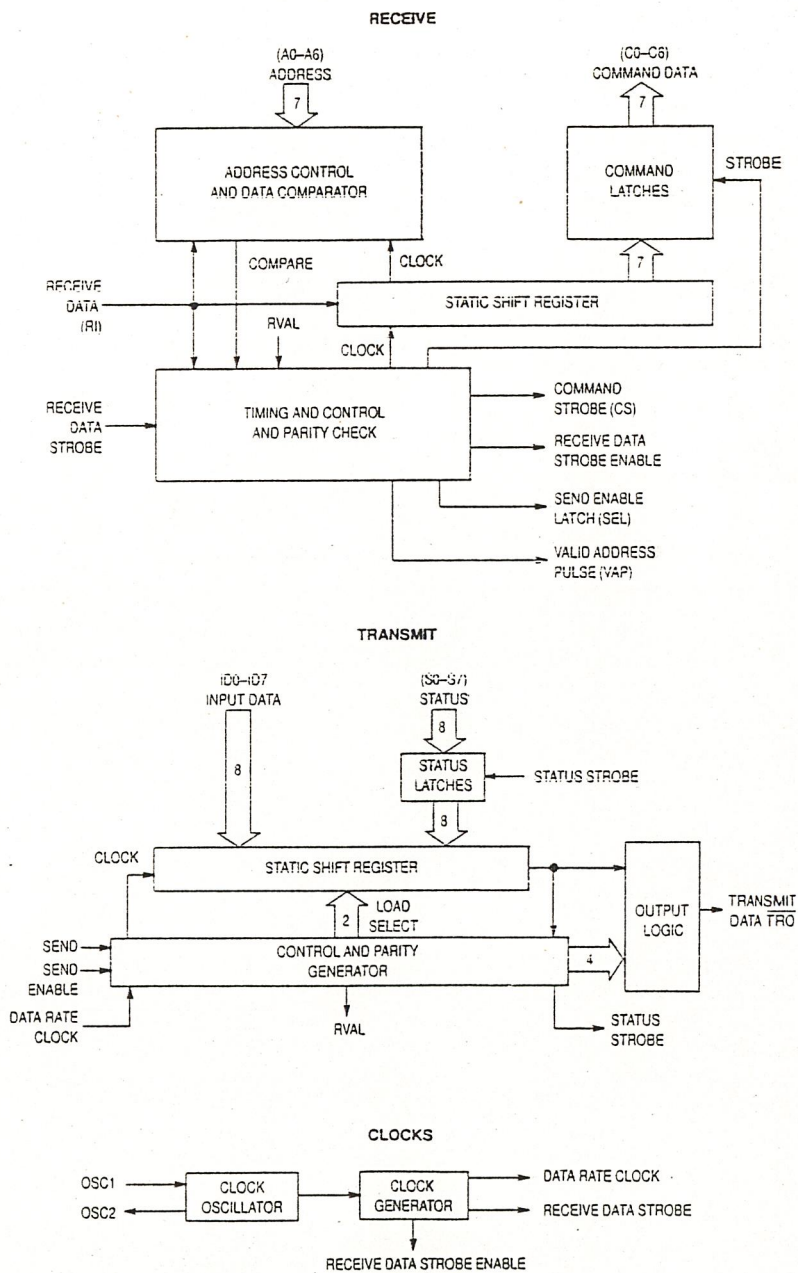 RECEIVE
(A0–A6)
ADDRESS
7
(C0–C6)
COMMAND DATA
7
ADDRESS CONTROL
AND DATA COMPARATOR
COMMAND
LATCHES
STROBE
COMPARE
CLOCK
7
RECEIVE
DATA
(RI)
STATIC SHIFT REGISTER
RVAL
CLOCK
RECEIVE
DATA
STROBE
TIMING AND CONTROL
AND PARITY CHECK
COMMAND
STROBE (CS)
RECEIVE DATA
STROBE ENABLE
SEND ENABLE
LATCH (SEL)
VALID ADDRESS
PULSE (VAP)
TRANSMIT
ID0–ID7
INPUT DATA
8
(S0–S7)
STATUS
8
STATUS
LATCHES
STATUS STROBE
8
CLOCK
STATIC SHIFT REGISTER
2
LOAD
SELECT
OUTPUT
LOGIC
TRANSMIT
DATA TRO
SEND
SEND
ENABLE
CONTROL AND PARITY
GENERATOR
4
DATA RATE
CLOCK
RVAL
STATUS
STROBE
CLOCKS
OSC1
OSC2
CLOCK
OSCILLATOR
CLOCK
GENERATOR
DATA RATE CLOCK
RECEIVE DATA STROBE
RECEIVE DATA STROBE ENABLE